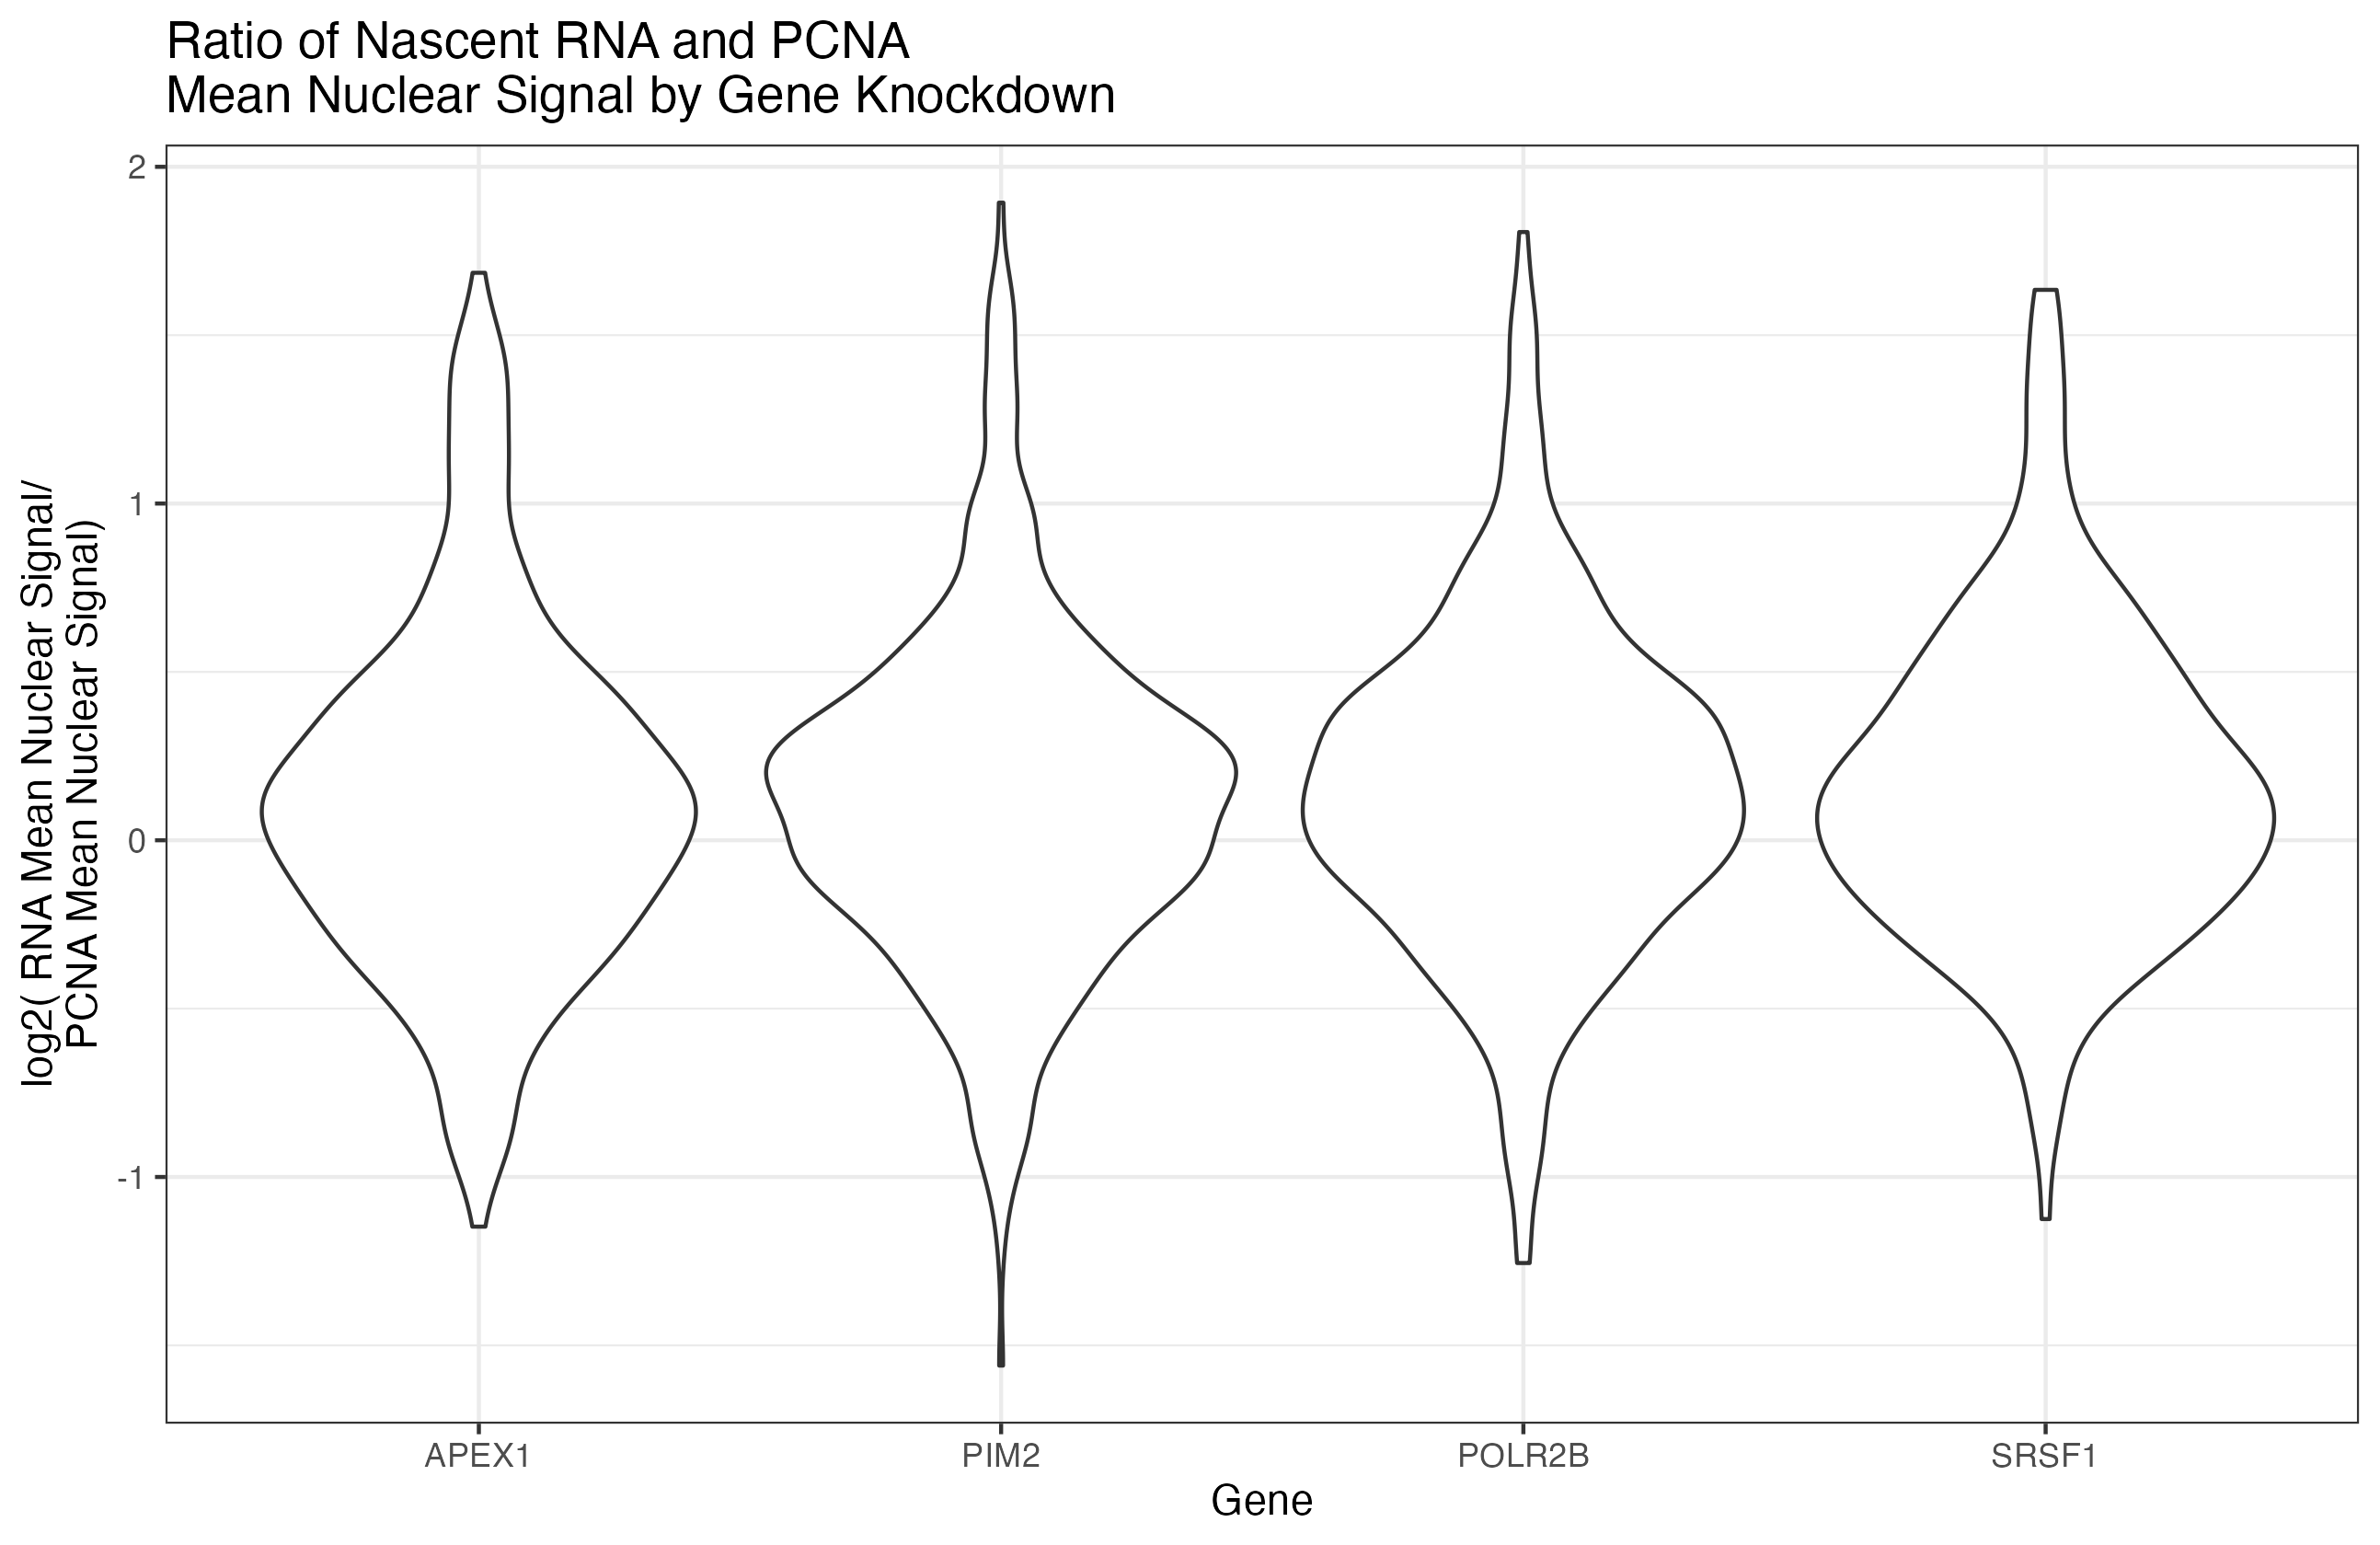 Ratio of Nascent RNA and PCNA
Mean Nuclear Signal by Gene Knockdown
log2( RNA Mean Nuclear Signal/
PCNA Mean Nuclear Signal)
2
1
0
-1
APEX1
PIM2
POLR2B
SRSF1
Gene